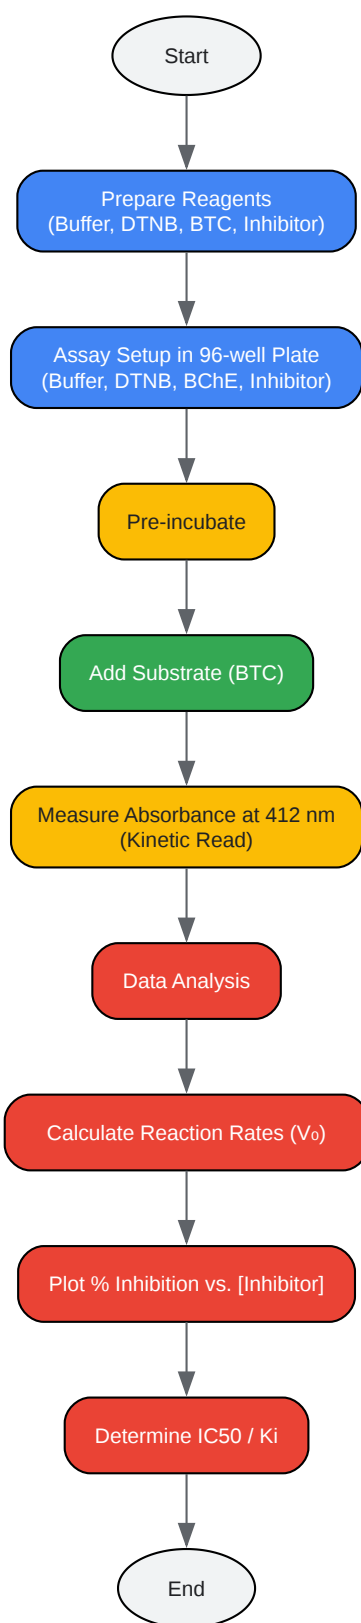 Start
Prepare Reagents
(Buffer, DTNB, BTC, Inhibitor)
Assay Setup in 96-well Plate
(Buffer, DTNB, BChE, Inhibitor)
Pre-incubate
Add Substrate (BTC)
Measure Absorbance at 412 nm
(Kinetic Read)
Data Analysis
Calculate Reaction Rates (V₀)
Plot % Inhibition vs. [Inhibitor]
Determine IC50 / Ki
End